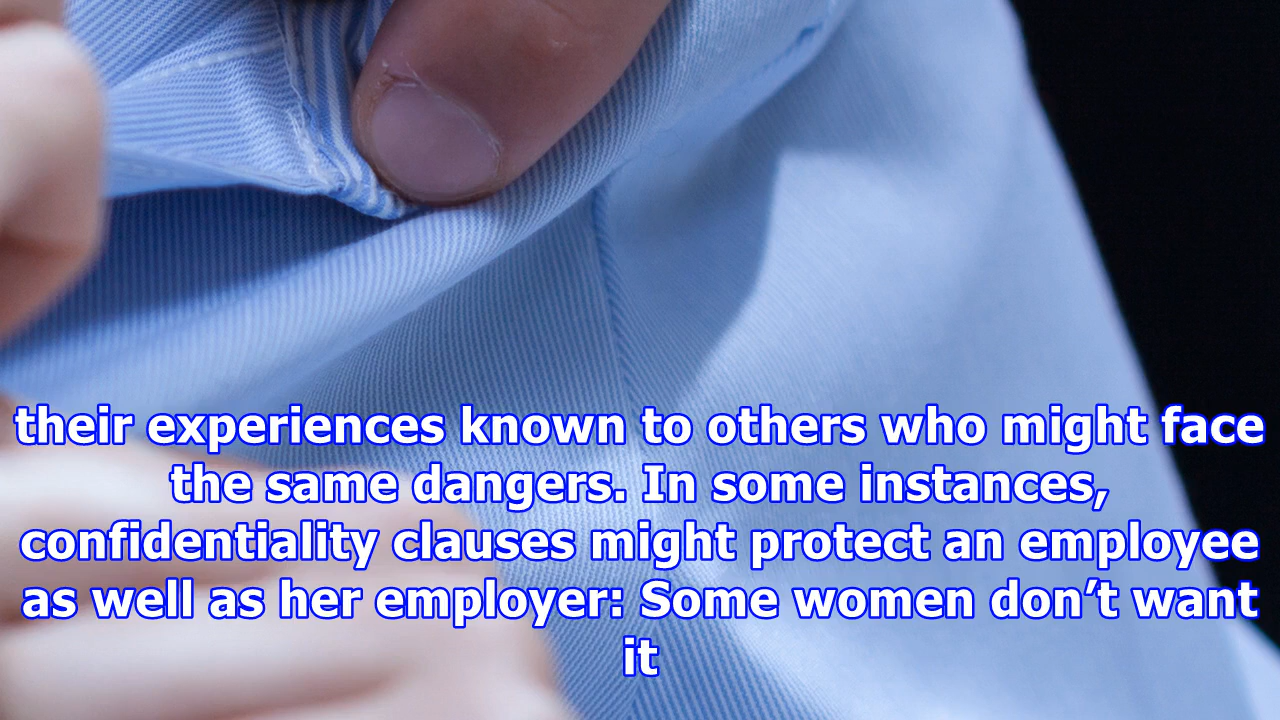 their experiences known to others who might face
the same dangers. In some instances,
confidentiality clauses might protect an employee
as well as her employer: Some women don’t want
it